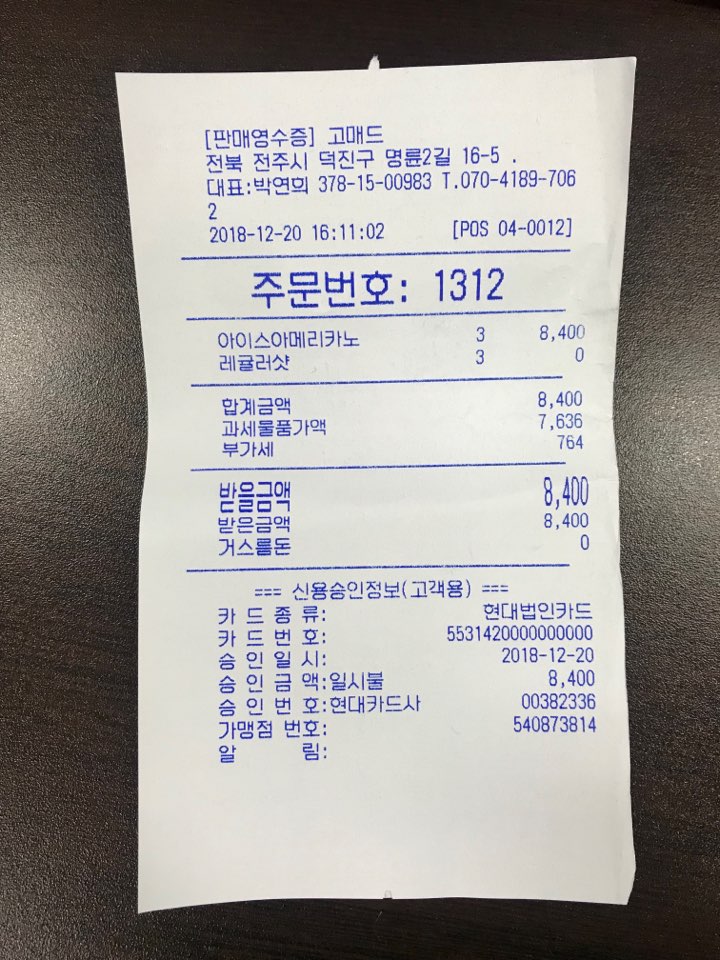 [판매영수증] 고매드
전북 전주시 덕진구 명륜2길 16-5 .
대표:박연희 378-15-00983 T.070-4189-706
2
2018-12-20 16:11:02 [POS 04-0012]
주문번호: 1312
아이스아메리카노 3 8,400
레귤러샷 3 0
합계금액 8,400
과세물품가액 7,636
부가세 764
받을금액 8,400
받은금액 8,400
거스름돈 0
=== 신용승인정보(고객용) ===
카 드 종 류: 현대법인카드
카 드 번 호: 5531420000000000
승 인 일 시: 2018-12-20
승 인 금 액:일시불 8,400
승 인 번 호:현대카드사 00382336
가맹점 번호: 540873814
알 림: